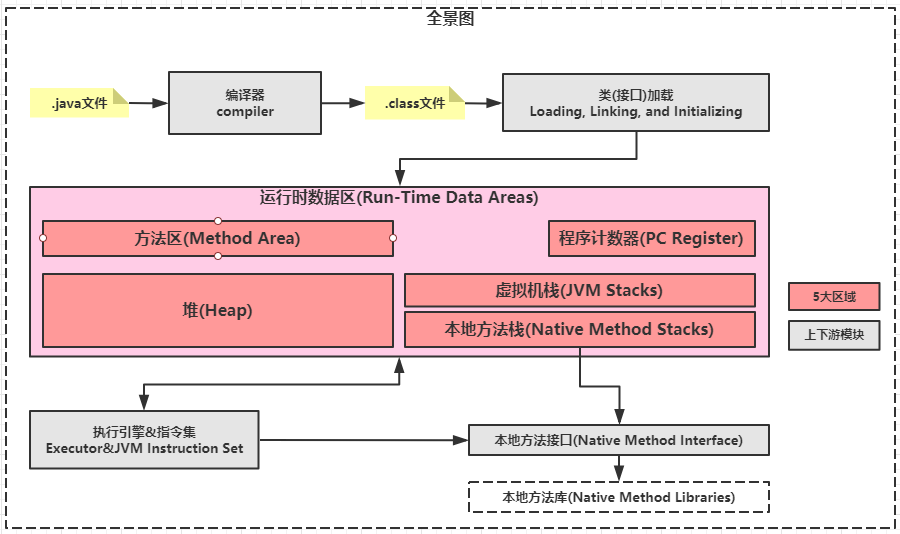 全景图
.java文件
编译器
compiler
.class文件
类(接口)加载
Loading, Linking, and Initializing
运行时数据区(Run-Time Data Areas)
方法区(Method Area)
程序计数器(PC Register)
堆(Heap)
虚拟机栈(JVM Stacks)
本地方法栈(Native Method Stacks)
5大区域
上下游模块
执行引擎&指令集
Executor&JVM Instruction Set
本地方法接口(Native Method Interface)
本地方法库(Native Method Libraries)